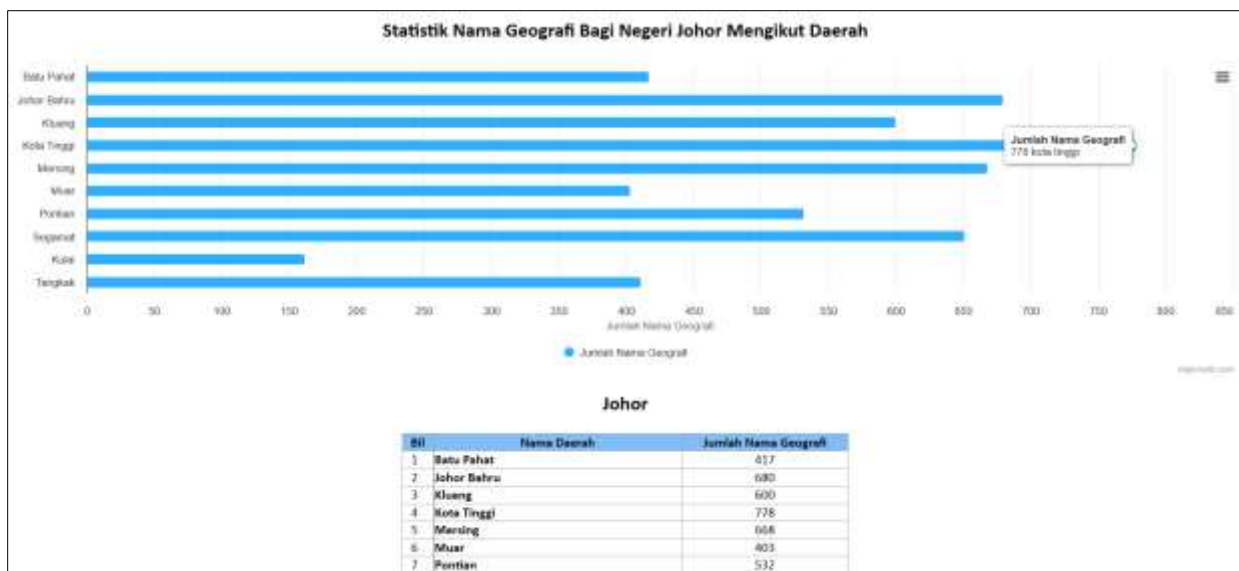 Statistik Nama Geografi Bagi Negeri Johor Mengikut Daerah
Batu Pahat
Johor Bahru
Kluang
Kota Tinggi
Mersing
Muar
Pontian
Segamat
Kulai
Tangkak
Jumlah Nama Geografi
778 kota tinggi
0 50 100 150 200 250 300 350 400 450 500 550 600 650 700 750 800 850
Jumlah Nama Geografi
Jumlah Nama Geografi
Johor
Bil Nama Daerah Jumlah Nama Geografi
1 Batu Pahat 417
2 Johor Bahru 680
3 Kluang 600
4 Kota Tinggi 778
5 Mersing 668
6 Muar 403
7 Pontian 532